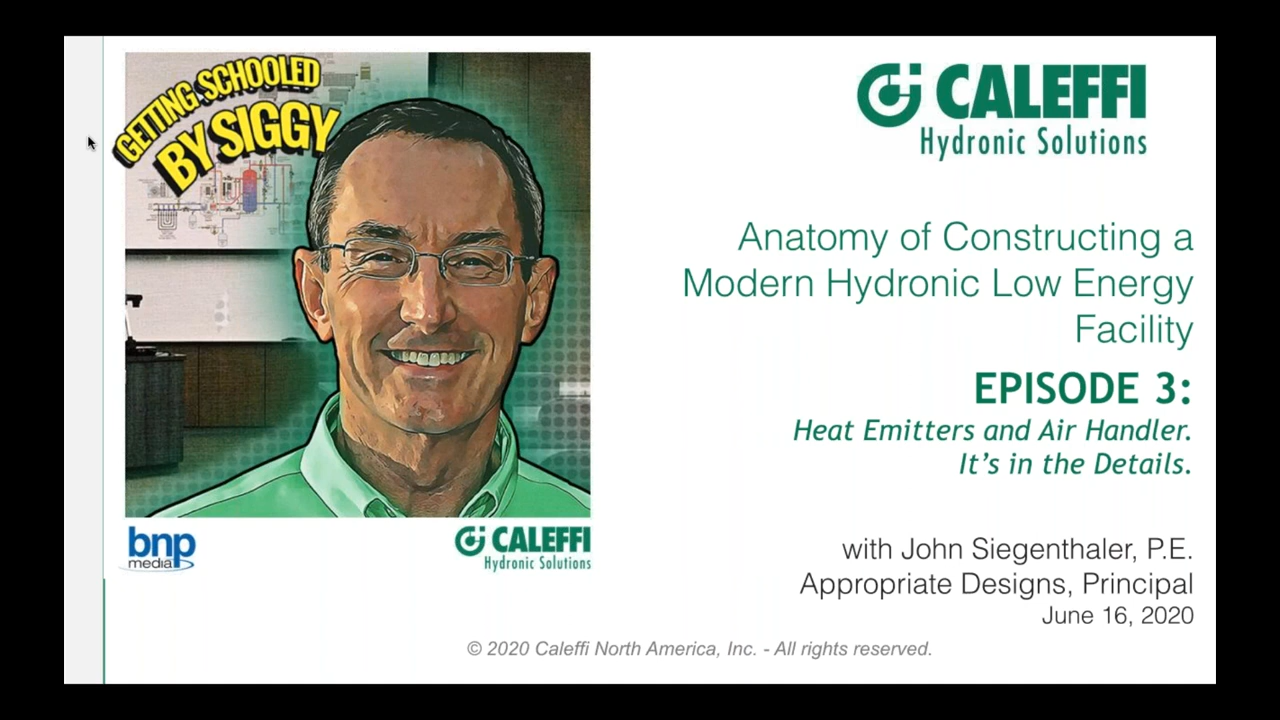 GETTING SCHOOLED
BY SIGGY
CALEFFI
Hydronic Solutions
Anatomy of Constructing a
Modern Hydronic Low Energy
Facility
EPISODE 3:
Heat Emitters and Air Handler.
It's in the Details.
bnp
media
CALEFFI
Hydronic Solutions
with John Siegenthaler, P.E.
Appropriate Designs, Principal
June 16, 2020
© 2020 Caleffi North America, Inc. - All rights reserved.